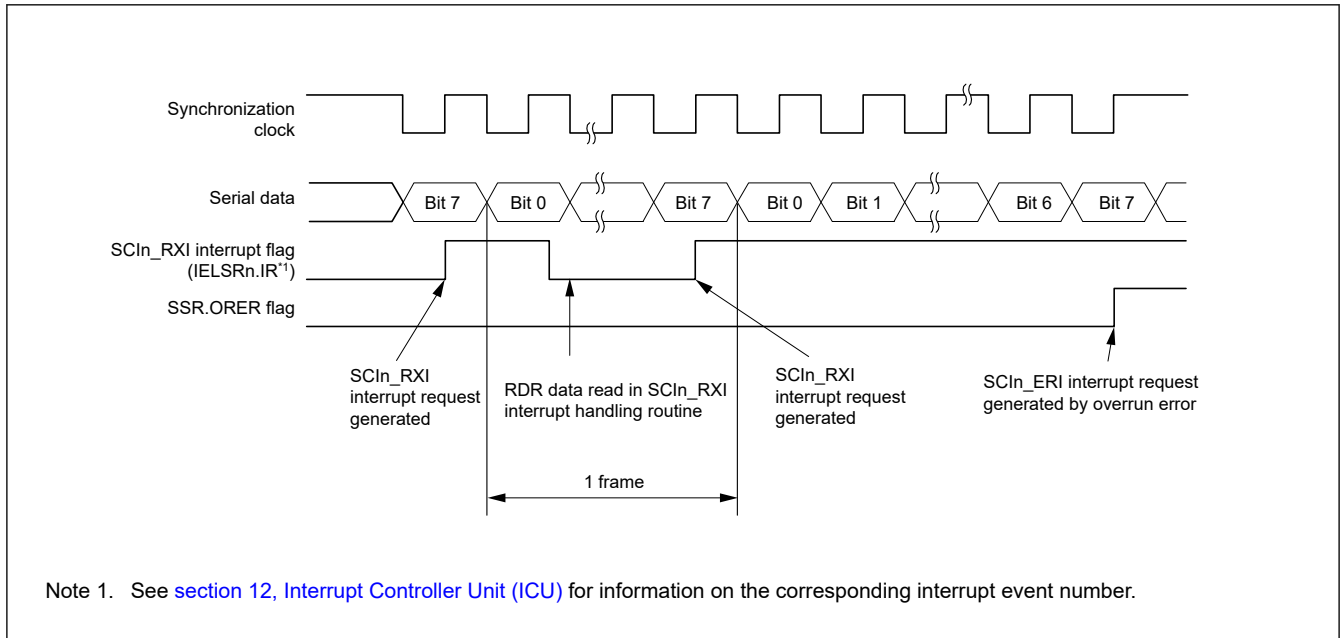 Synchronization
clock
Serial data
Bit 7
Bit 0
Bit 7
Bit 0
Bit 1
Bit 6
Bit 7
SCIn_RXI interrupt flag
(IELSRn.IR*1)
SSR.ORER flag
SCIn_RXI
interrupt request
generated
RDR data read in SCIn_RXI
interrupt handling routine
SCIn_RXI
interrupt request
generated
SCIn_ERI interrupt request
generated by overrun error
1 frame
Note 1. See section 12, Interrupt Controller Unit (ICU) for information on the corresponding interrupt event number.